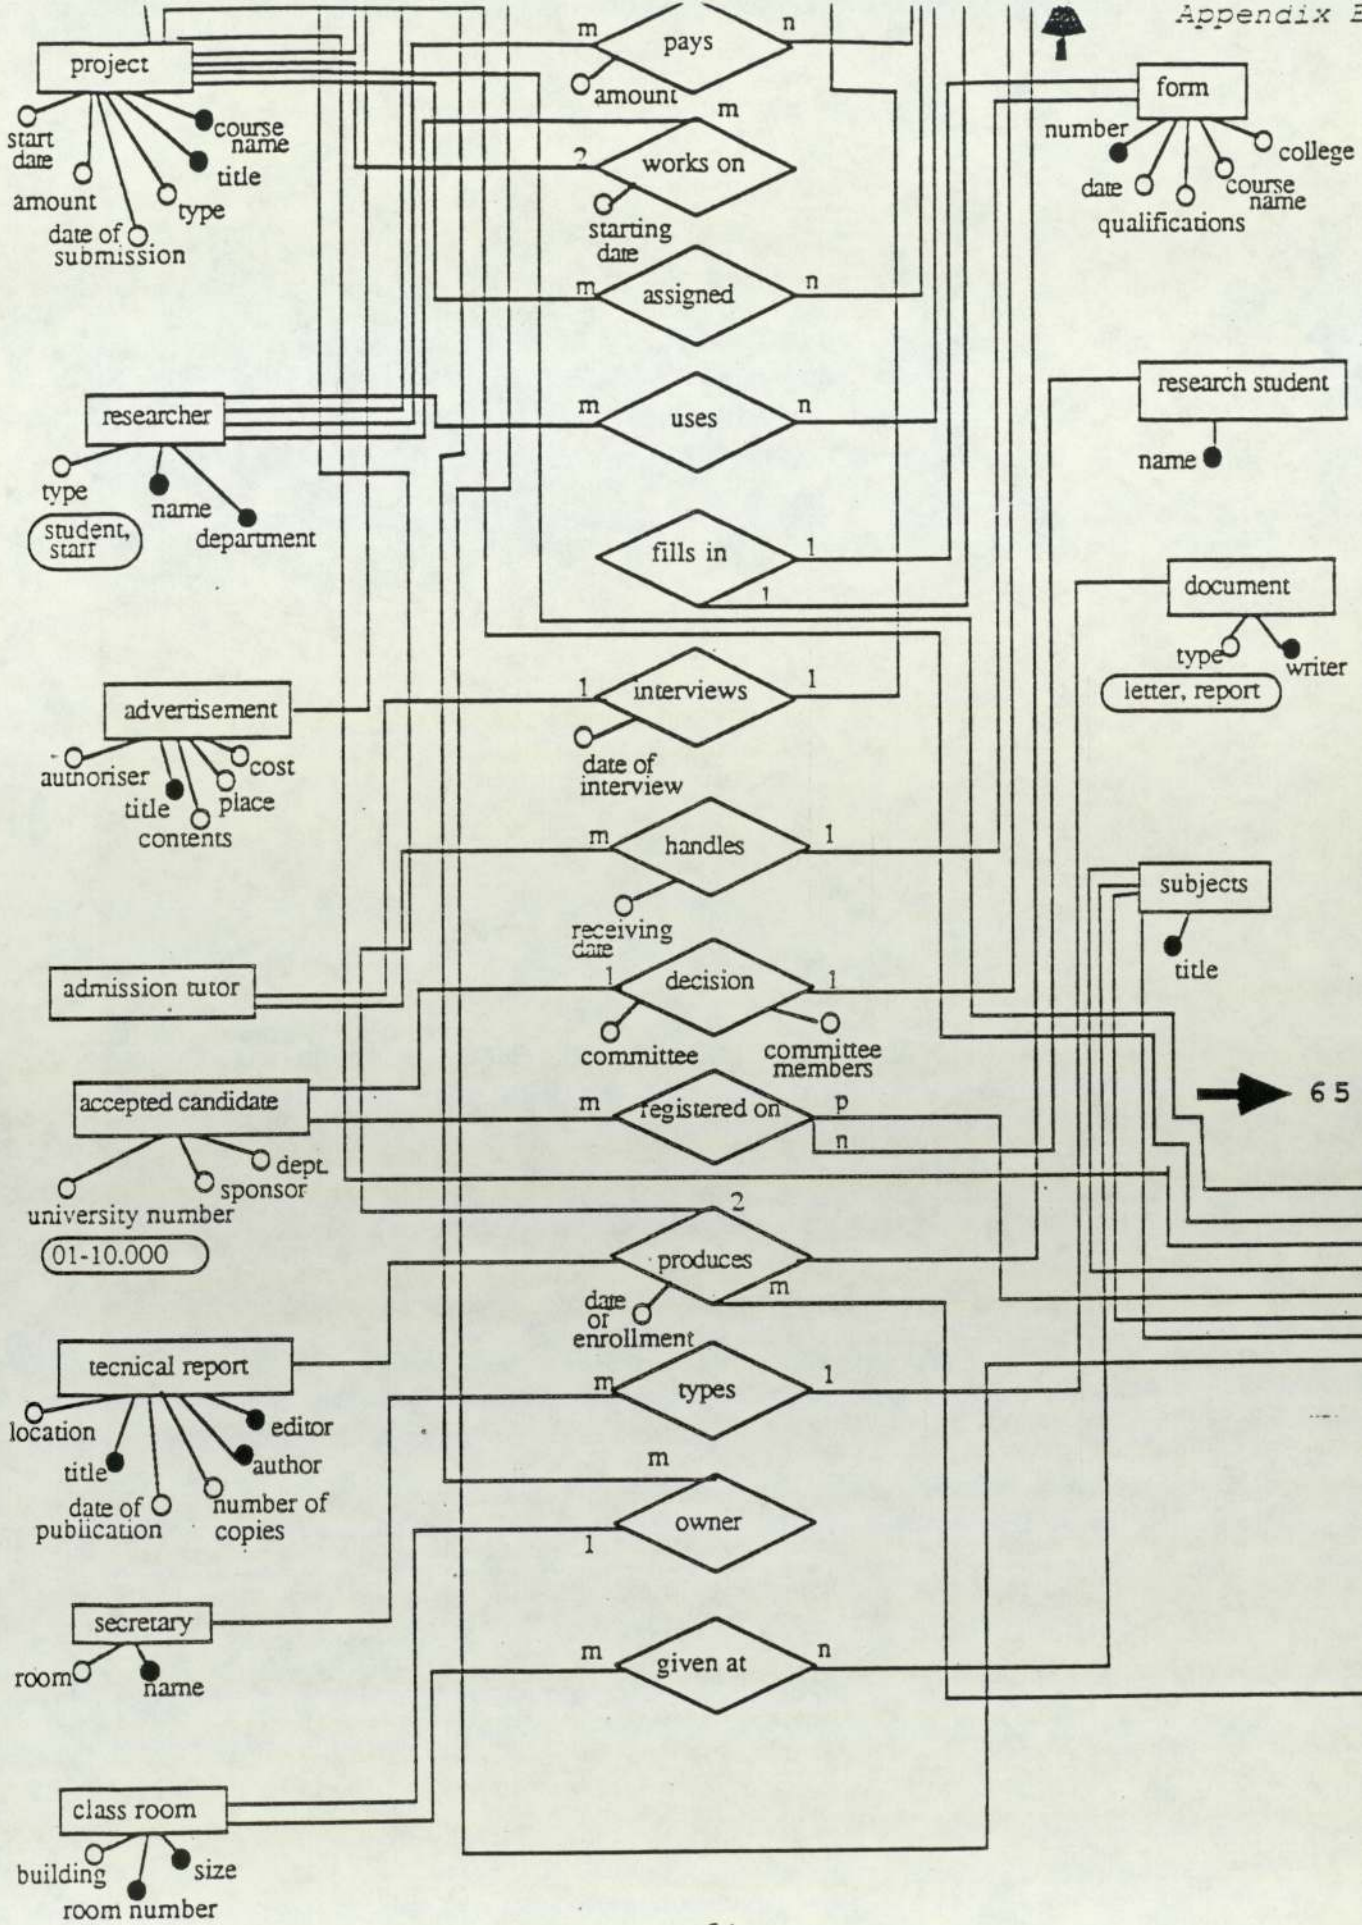 Appendix
m
pays
n
amount
project
start
date
amount
date of
submission
type
title
course
name
m
2
works on
starting
date
m
assigned
n
form
number
date
qualifications
course
name
college
researcher
type
student,
staff
name
department
m
uses
n
research student
name
fills in
1
1
document
type
writer
letter, report
advertisement
authoriser
title
contents
place
cost
1
interviews
1
date of
interview
m
handles
1
receiving
date
subjects
title
admission tutor
1
decision
1
committee
committee
members
65
accepted candidate
university number
01-10.000
sponsor
dept.
m
registered on
p
n
2
produces
m
date
or
enrollment
tecnical report
location
title
date of
publication
number of
copies
author
editor
m
types
1
m
owner
1
secretary
room
name
m
given at
n
class room
building
room number
size